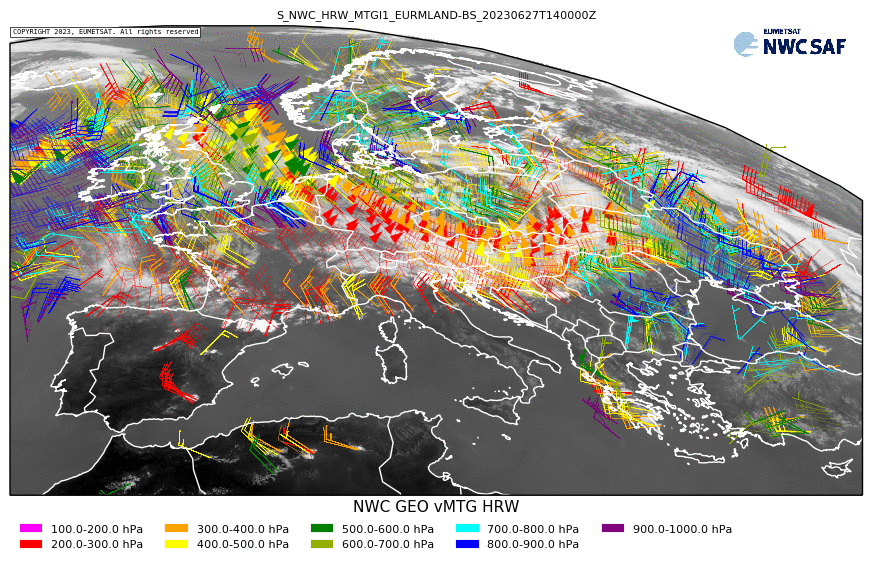 S_NWC_HRW_MTGI1_EURMLAND-BS_20230627T140000Z
COPYRIGHT 2023, EUMETSAT. All rights reserved
EUMETSAT
NWC SAF
NWC GEO vMTG HRW
100.0-200.0 hPa 300.0-400.0 hPa 500.0-600.0 hPa 700.0-800.0 hPa 900.0-1000.0 hPa
200.0-300.0 hPa 400.0-500.0 hPa 600.0-700.0 hPa 800.0-900.0 hPa